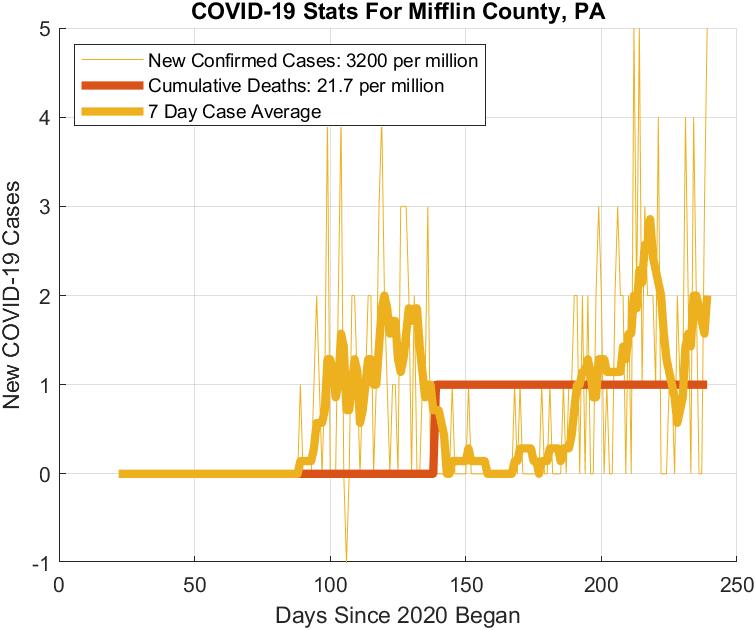 COVID-19 Stats For Mifflin County, PA
New Confirmed Cases: 3200 per million
Cumulative Deaths: 21.7 per million
7 Day Case Average
New COVID-19 Cases
5
4
3
2
1
0
-1
0
50
100
150
200
250
Days Since 2020 Began